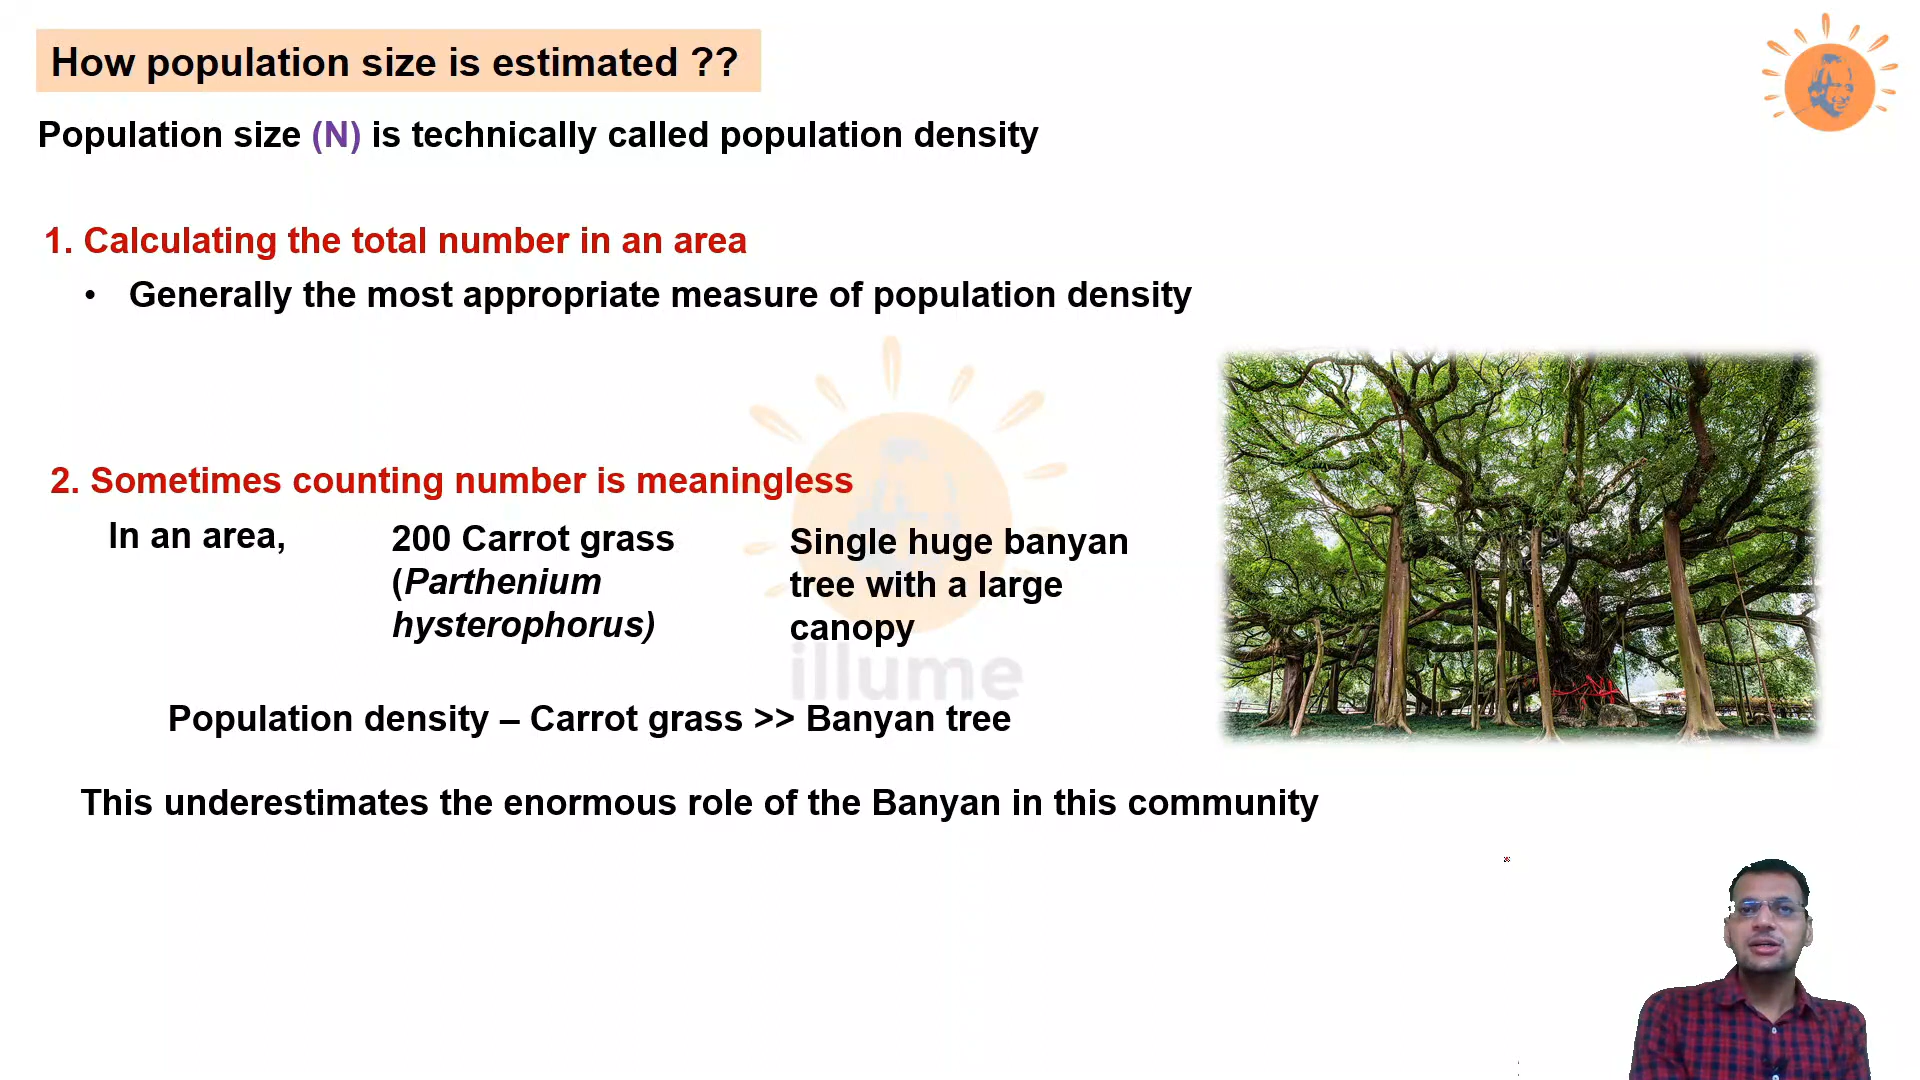 How population size is estimated ??
Population size (N) is technically called population density
1. Calculating the total number in an area
• Generally the most appropriate measure of population density
2. Sometimes counting number is meaningless
In an area,
200 Carrot grass
(Parthenium
hysterophorus)
Single huge banyan
tree with a large
canopy
illume
Population density – Carrot grass >> Banyan tree
This underestimates the enormous role of the Banyan in this community